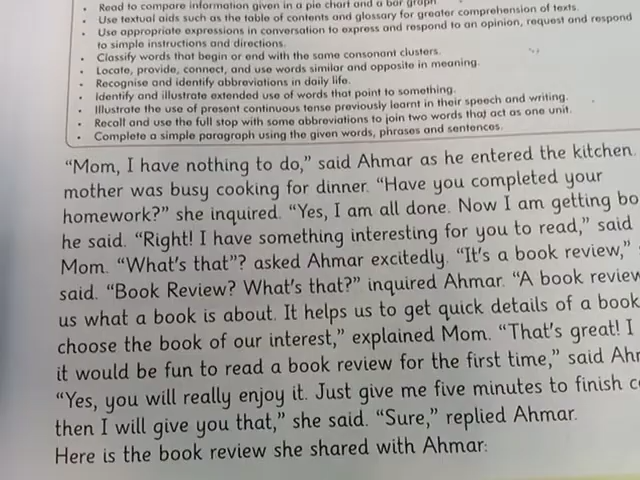 • Read to compare information given in a pie chart and a bar graph.
• Use textual aids such as the table of contents and glossary for greater comprehension of texts.
• Use appropriate expressions in conversation to express and respond to an opinion, request and respond
to simple instructions and directions.
• Classify words that begin or end with the same consonant clusters.
• Locate, provide, connect, and use words similar and opposite in meaning.
• Recognise and identify abbreviations in daily life.
• Identify and illustrate extended use of words that point to something.
• Illustrate the use of present continuous tense previously learnt in their speech and writing.
• Recall and use the full stop with some abbreviations to join two words that act as one unit.
• Complete a simple paragraph using the given words, phrases and sentences.
“Mom, I have nothing to do,” said Ahmar as he entered the kitchen.
mother was busy cooking for dinner. “Have you completed your
homework?” she inquired. “Yes, I am all done. Now I am getting bo
he said. “Right! I have something interesting for you to read,” said
Mom. “What's that”? asked Ahmar excitedly. “It's a book review,”
said. “Book Review? What's that?” inquired Ahmar. “A book review
us what a book is about. It helps us to get quick details of a book
choose the book of our interest,” explained Mom. “That's great! I
it would be fun to read a book review for the first time,” said Ahr
“Yes, you will really enjoy it. Just give me five minutes to finish c
then I will give you that,” she said. “Sure,” replied Ahmar.
Here is the book review she shared with Ahmar: